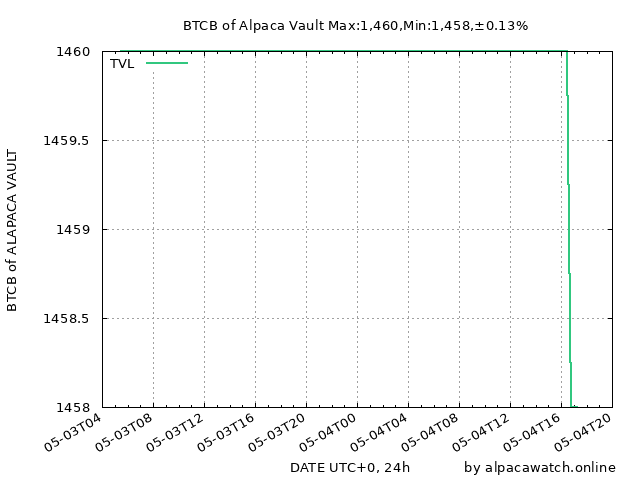 BTCB of Alpaca Vault Max:1,460,Min:1,458,±0.13%
TVL
1460
1459.5
1459
1458.5
1458
BTCB of ALAPACA VAULT
05-03T04
05-03T08
05-03T12
05-03T16
05-03T20
05-04T00
05-04T04
05-04T08
05-04T12
05-04T16
05-04T20
DATE UTC+0, 24h
by alpacawatch.online